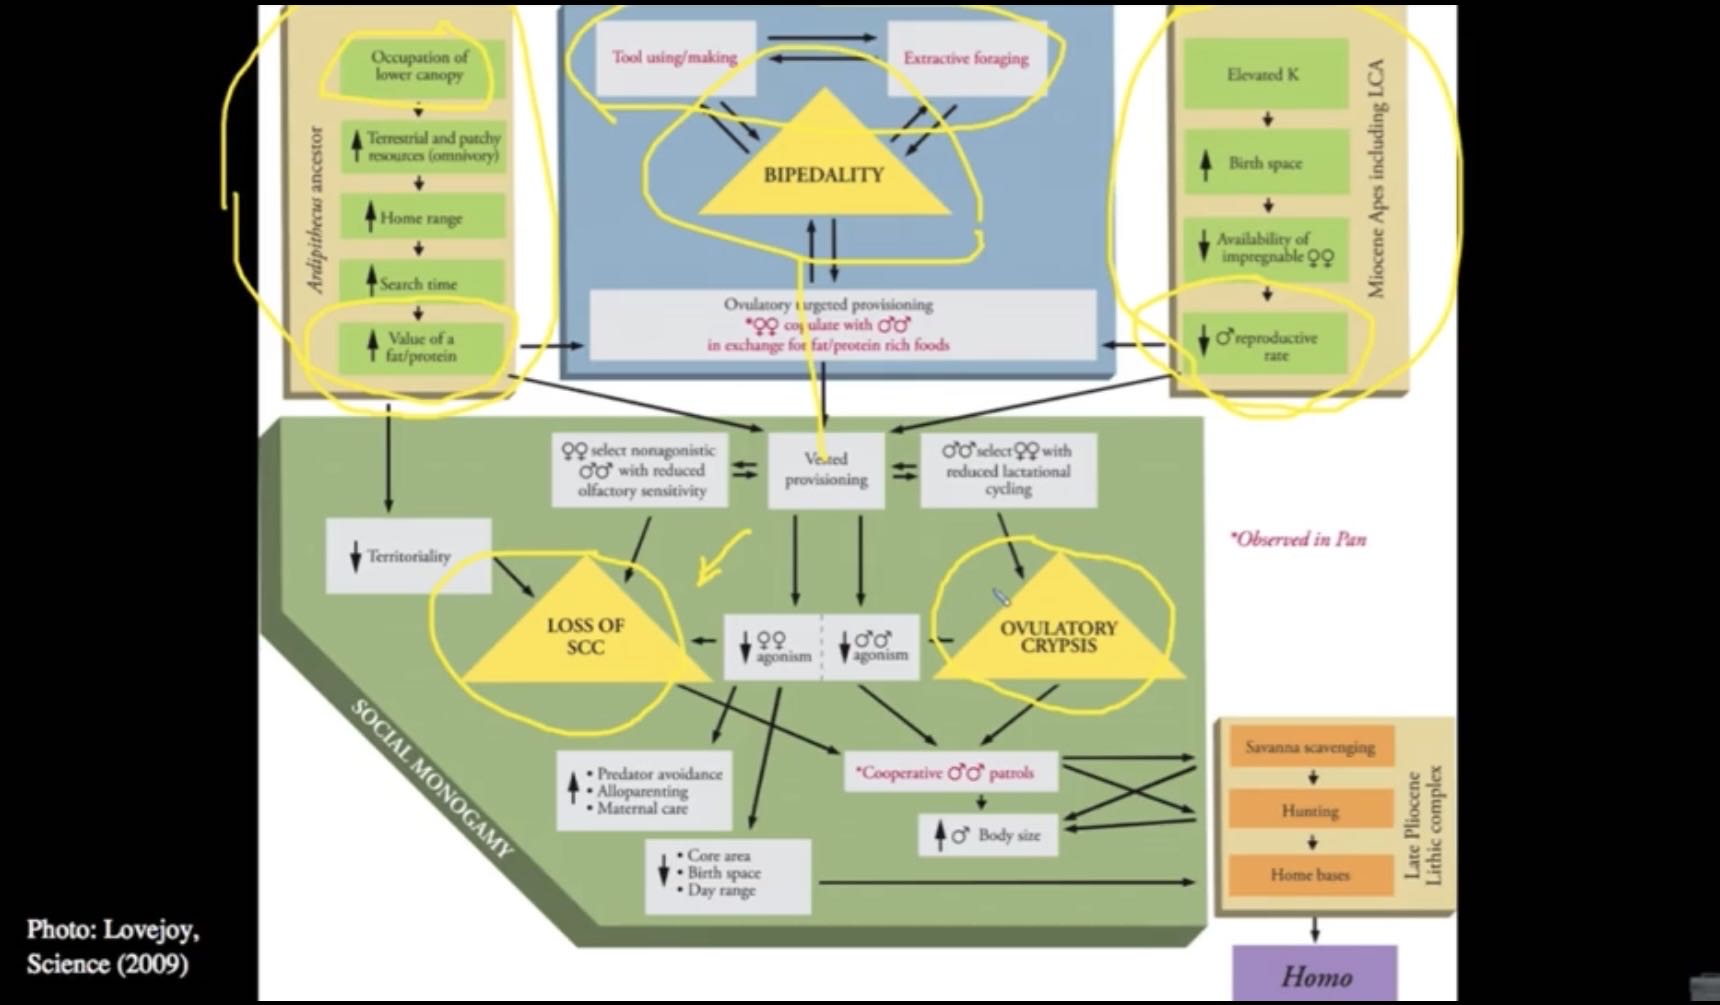 Occupation of
lower canopy
Terrestrial and patchy
resources (omnivory)
Home range
Search time
Value of a
fat/protein
Ardipithecus ancestor
Tool using/making
Extractive foraging
BIPEDALITY
Ovulatory targeted provisioning
*♀♀ copulate with ♂♂
in exchange for fat/protein rich foods
Elevated K
Birth space
Availability of
impregnable ♀♀
♂ reproductive
rate
Miocene Apes including LCA
♀♀ select nonagonistic
♂♂ with reduced
olfactory sensitivity
Vested
provisioning
♂♂ select ♀♀ with
reduced lactational
cycling
*Observed in Pan
Territoriality
LOSS OF
SCC
♀♀
agonism
♂♂
agonism
OVULATORY
CRYPSIS
SOCIAL MONOGAMY
• Predator avoidance
• Alloparenting
• Maternal care
*Cooperative ♂♂ patrols
♂ Body size
• Core area
• Birth space
• Day range
Savanna scavenging
Hunting
Home bases
Late Pliocene
Lithic complex
Homo
Photo: Lovejoy,
Science (2009)